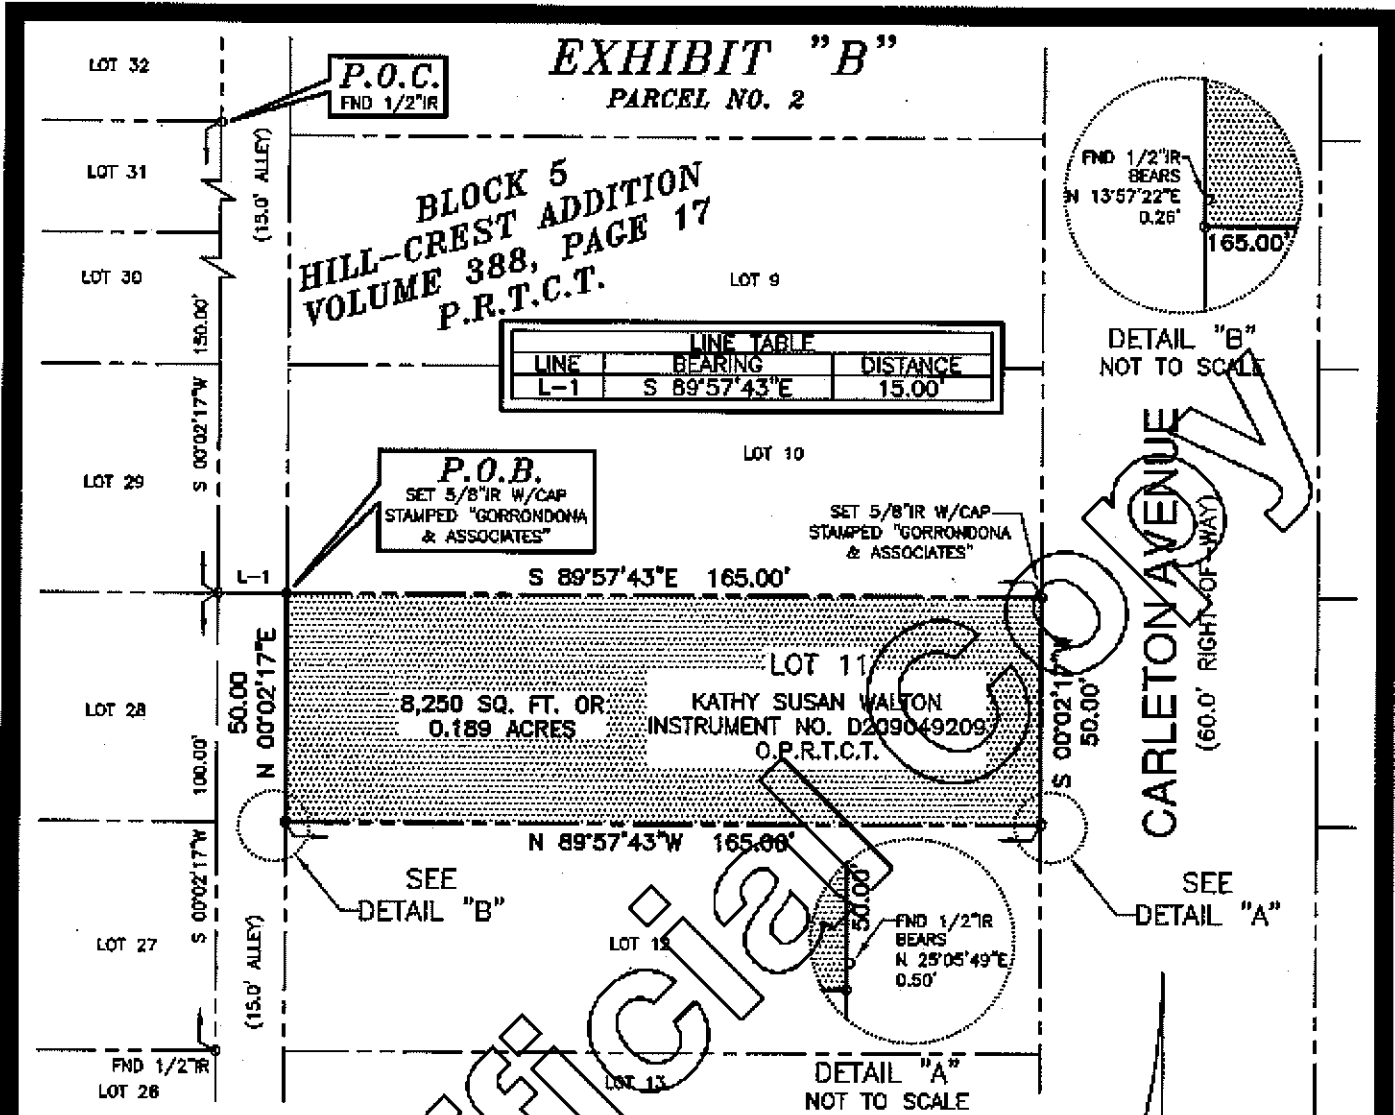 EXHIBIT "B"
PARCEL NO. 2
LOT 32
P.O.C.
FND 1/2"IR
LOT 31
(15.0' ALLEY)
BLOCK 5
HILL-CREST ADDITION
VOLUME 388, PAGE 17
P.R.T.C.T.
FND 1/2"IR
BEARS
N 13°57'22"E
0.26'
165.00'
DETAIL "B"
NOT TO SCALE
LOT 30
LOT 9
S 00°02'17"W 150.00'
LINE TABLE
LINE BEARING DISTANCE
L-1 S 89°57'43"E 15.00'
LOT 29
LOT 10
P.O.B.
SET 5/8"IR W/CAP
STAMPED "GORRONDONA
& ASSOCIATES"
SET 5/8"IR W/CAP
STAMPED "GORRONDONA
& ASSOCIATES"
CARLETON AVENUE
(60.0' RIGHT-OF-WAY)
L-1
S 89°57'43"E 165.00'
LOT 28
50.00
N 00°02'17"E
8,250 SQ. FT. OR
0.189 ACRES
LOT 11
KATHY SUSAN WALTON
INSTRUMENT NO. D209049209
O.P.R.T.C.T.
S 00°02'17"W
50.00'
S 00°02'17"W 100.00'
N 89°57'43"W 165.00'
SEE
DETAIL "B"
SEE
DETAIL "A"
LOT 27
(15.0' ALLEY)
LOT 12
50.00'
FND 1/2"IR
BEARS
N 25°05'49"E
0.50'
DETAIL "A"
NOT TO SCALE
FND 1/2"IR
LOT 26
LOT 13
ficial Copy